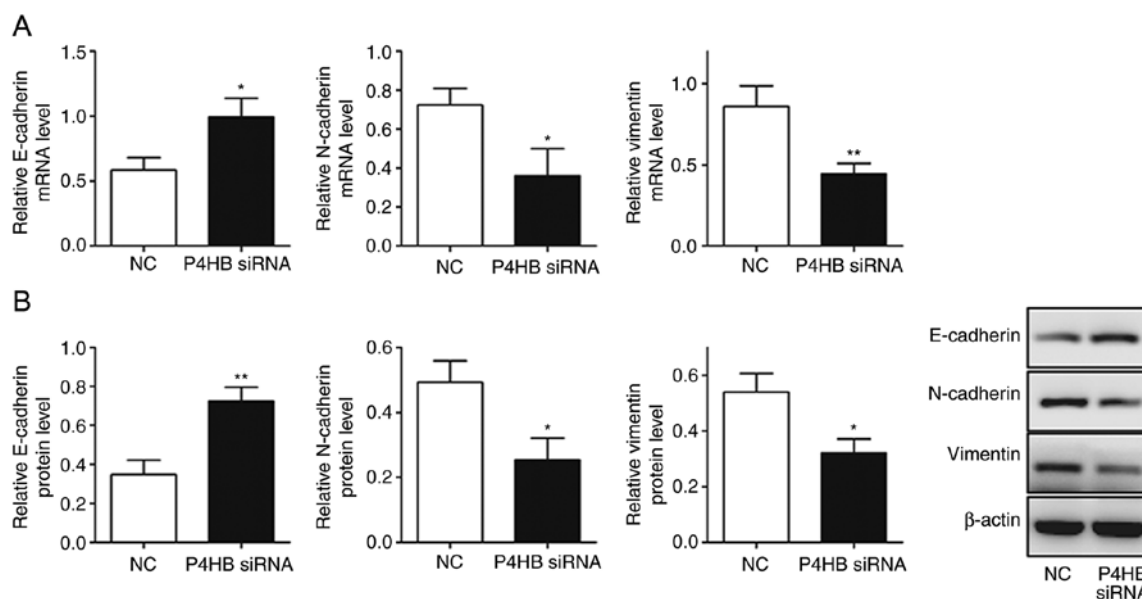 A
Relative E-cadherin
mRNA level
1.5
1.0
0.5
0.0
*
NC
P4HB siRNA
Relative N-cadherin
mRNA level
1.0
0.8
0.6
0.4
0.2
0.0
*
NC
P4HB siRNA
Relative vimentin
mRNA level
1.0
0.5
0.0
**
NC
P4HB siRNA
B
Relative E-cadherin
protein level
1.0
0.8
0.6
0.4
0.2
0.0
**
NC
P4HB siRNA
Relative N-cadherin
protein level
0.6
0.4
0.2
0.0
*
NC
P4HB siRNA
Relative vimentin
protein level
0.6
0.4
0.2
0.0
*
NC
P4HB siRNA
E-cadherin
N-cadherin
Vimentin
β-actin
NC
P4HB
siRNA